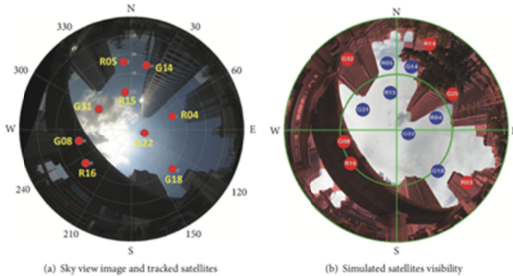 N
30
60
E
120
150
S
210
240
W
300
330
R05
G14
R15
G31
R04
G22
G08
R16
G18
(a) Sky view image and tracked satellites
N
E
S
W
G32
R05
G14
R14
R15
G31
G25
R04
G22
G08
R16
G18
R03
(b) Simulated satellites visibility